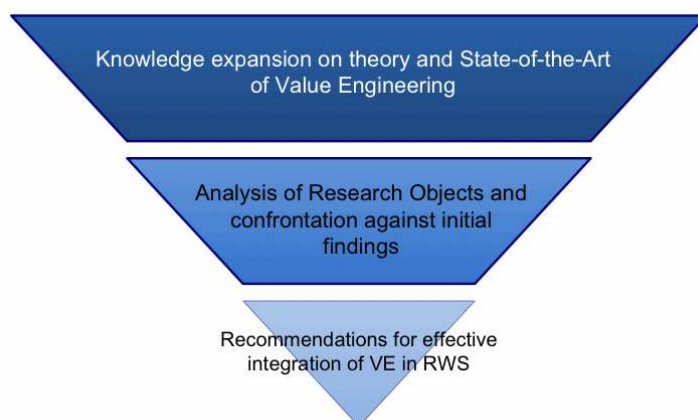 Knowledge expansion on theory and State-of-the-Art
of Value Engineering
Analysis of Research Objects and
confrontation against initial
findings
Recommendations for effective
integration of VE in RWS